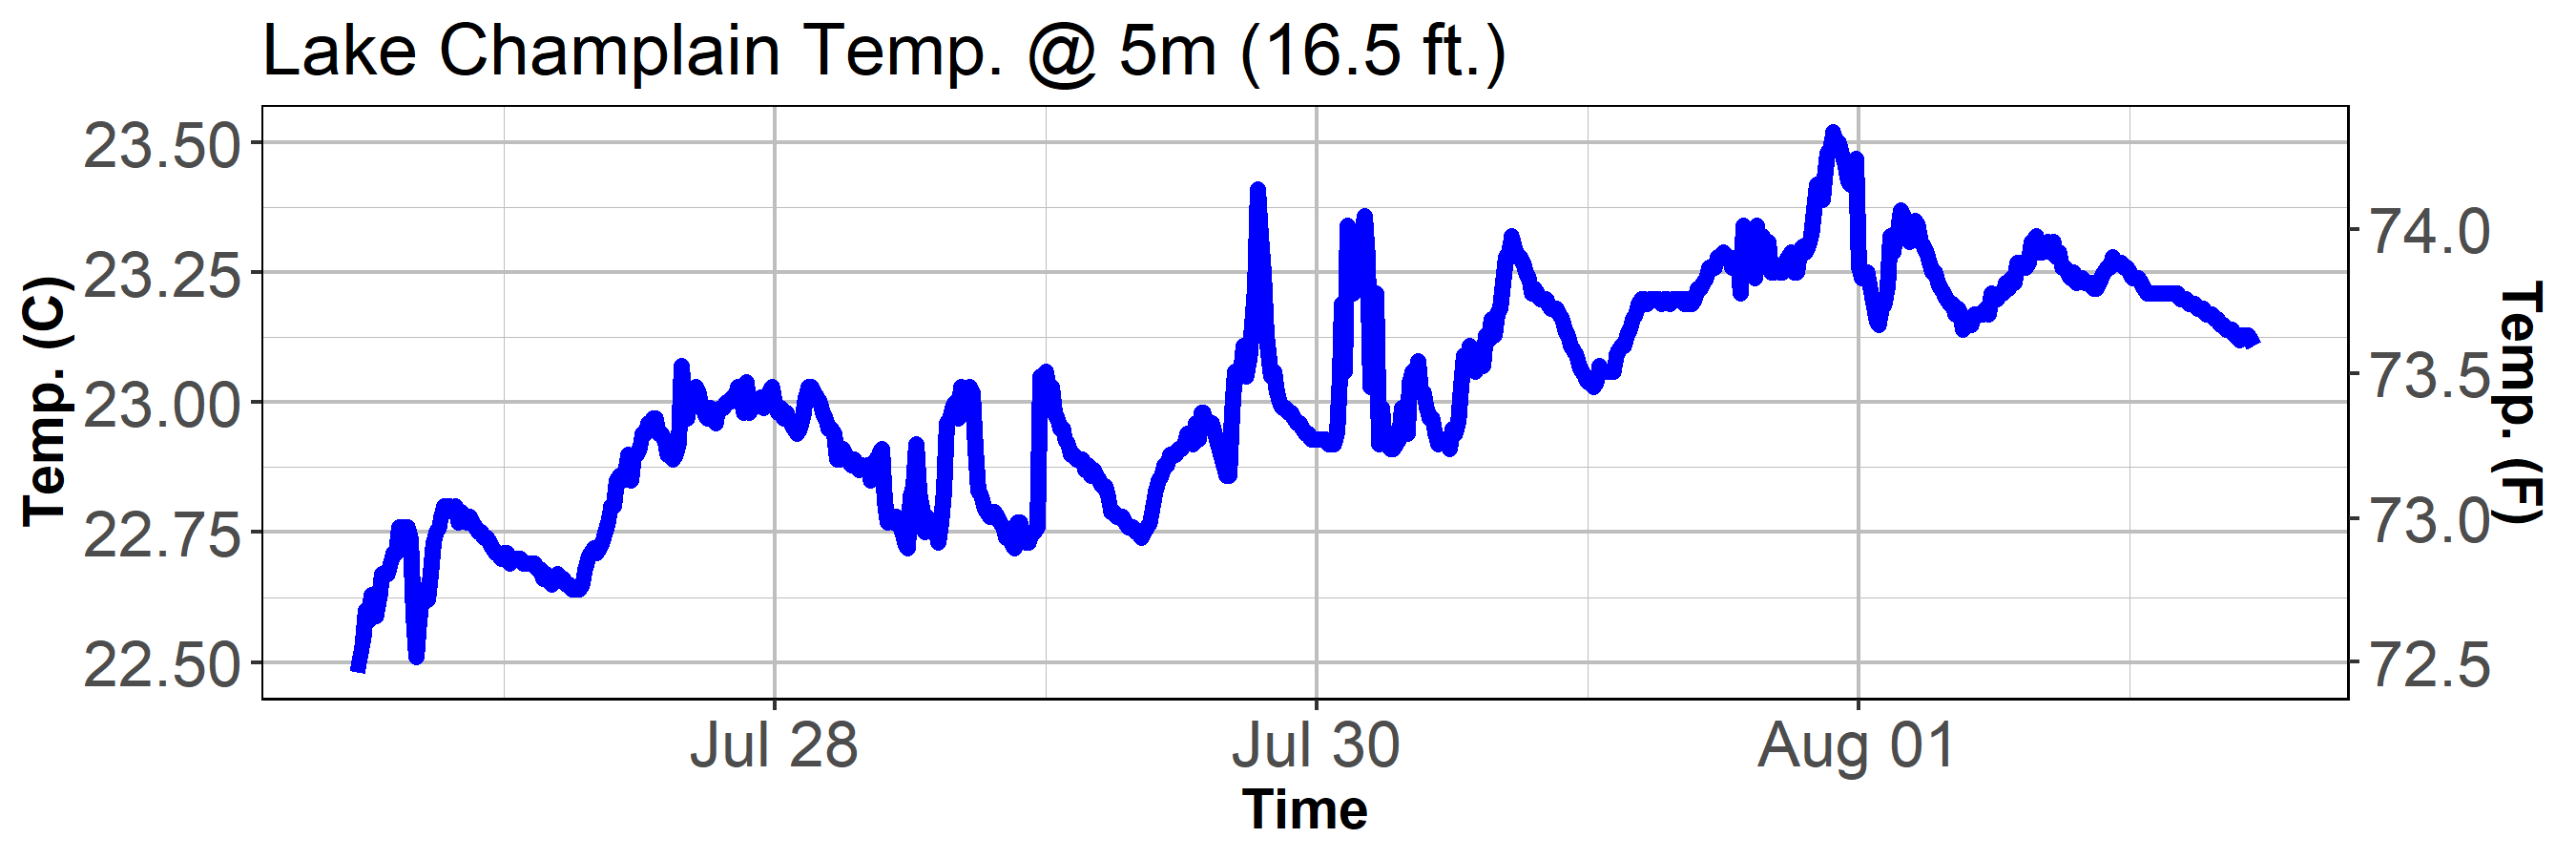 Lake Champlain Temp. @ 5m (16.5 ft.)
Temp. (C)
23.50
23.25
23.00
22.75
22.50
74.0
73.5
73.0
72.5
Temp. (F)
Jul 28
Jul 30
Aug 01
Time